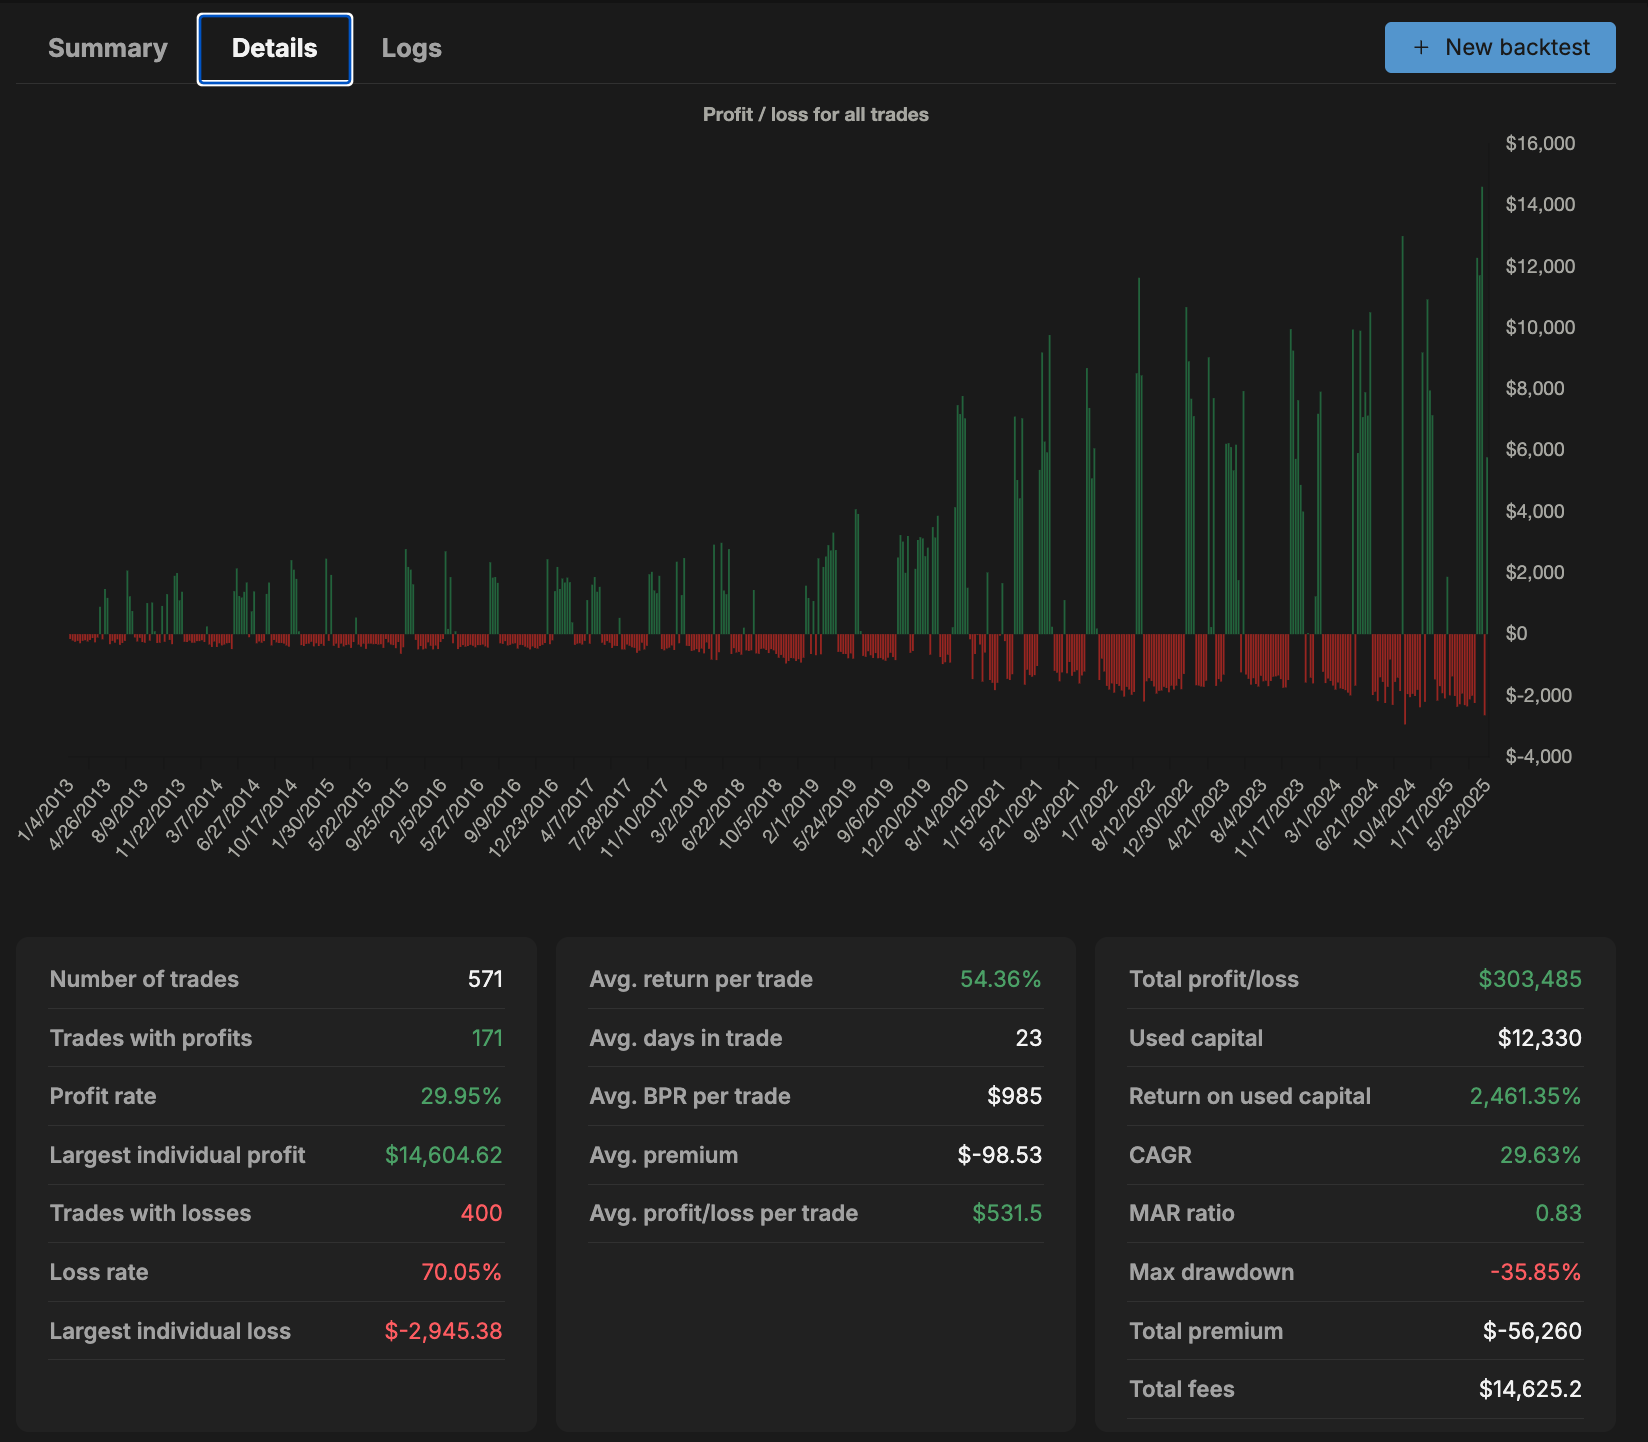 Summary Details Logs + New backtest
Profit / loss for all trades
$16,000
$14,000
$12,000
$10,000
$8,000
$6,000
$4,000
$2,000
$0
$-2,000
$-4,000
1/4/2013 4/26/2013 8/9/2013 11/22/2013 3/7/2014 6/27/2014 10/17/2014 1/30/2015 5/22/2015 9/25/2015 2/5/2016 5/27/2016 9/9/2016 12/23/2016 4/7/2017 7/28/2017 11/10/2017 3/2/2018 6/22/2018 10/5/2018 2/1/2019 5/24/2019 9/6/2019 12/20/2019 8/14/2020 1/15/2021 5/21/2021 9/3/2021 1/7/2022 8/12/2022 12/30/2022 4/21/2023 8/4/2023 11/17/2023 3/1/2024 6/21/2024 10/4/2024 1/17/2025 5/23/2025
Number of trades 571
Trades with profits 171
Profit rate 29.95%
Largest individual profit $14,604.62
Trades with losses 400
Loss rate 70.05%
Largest individual loss $-2,945.38
Avg. return per trade 54.36%
Avg. days in trade 23
Avg. BPR per trade $985
Avg. premium $-98.53
Avg. profit/loss per trade $531.5
Total profit/loss $303,485
Used capital $12,330
Return on used capital 2,461.35%
CAGR 29.63%
MAR ratio 0.83
Max drawdown -35.85%
Total premium $-56,260
Total fees $14,625.2